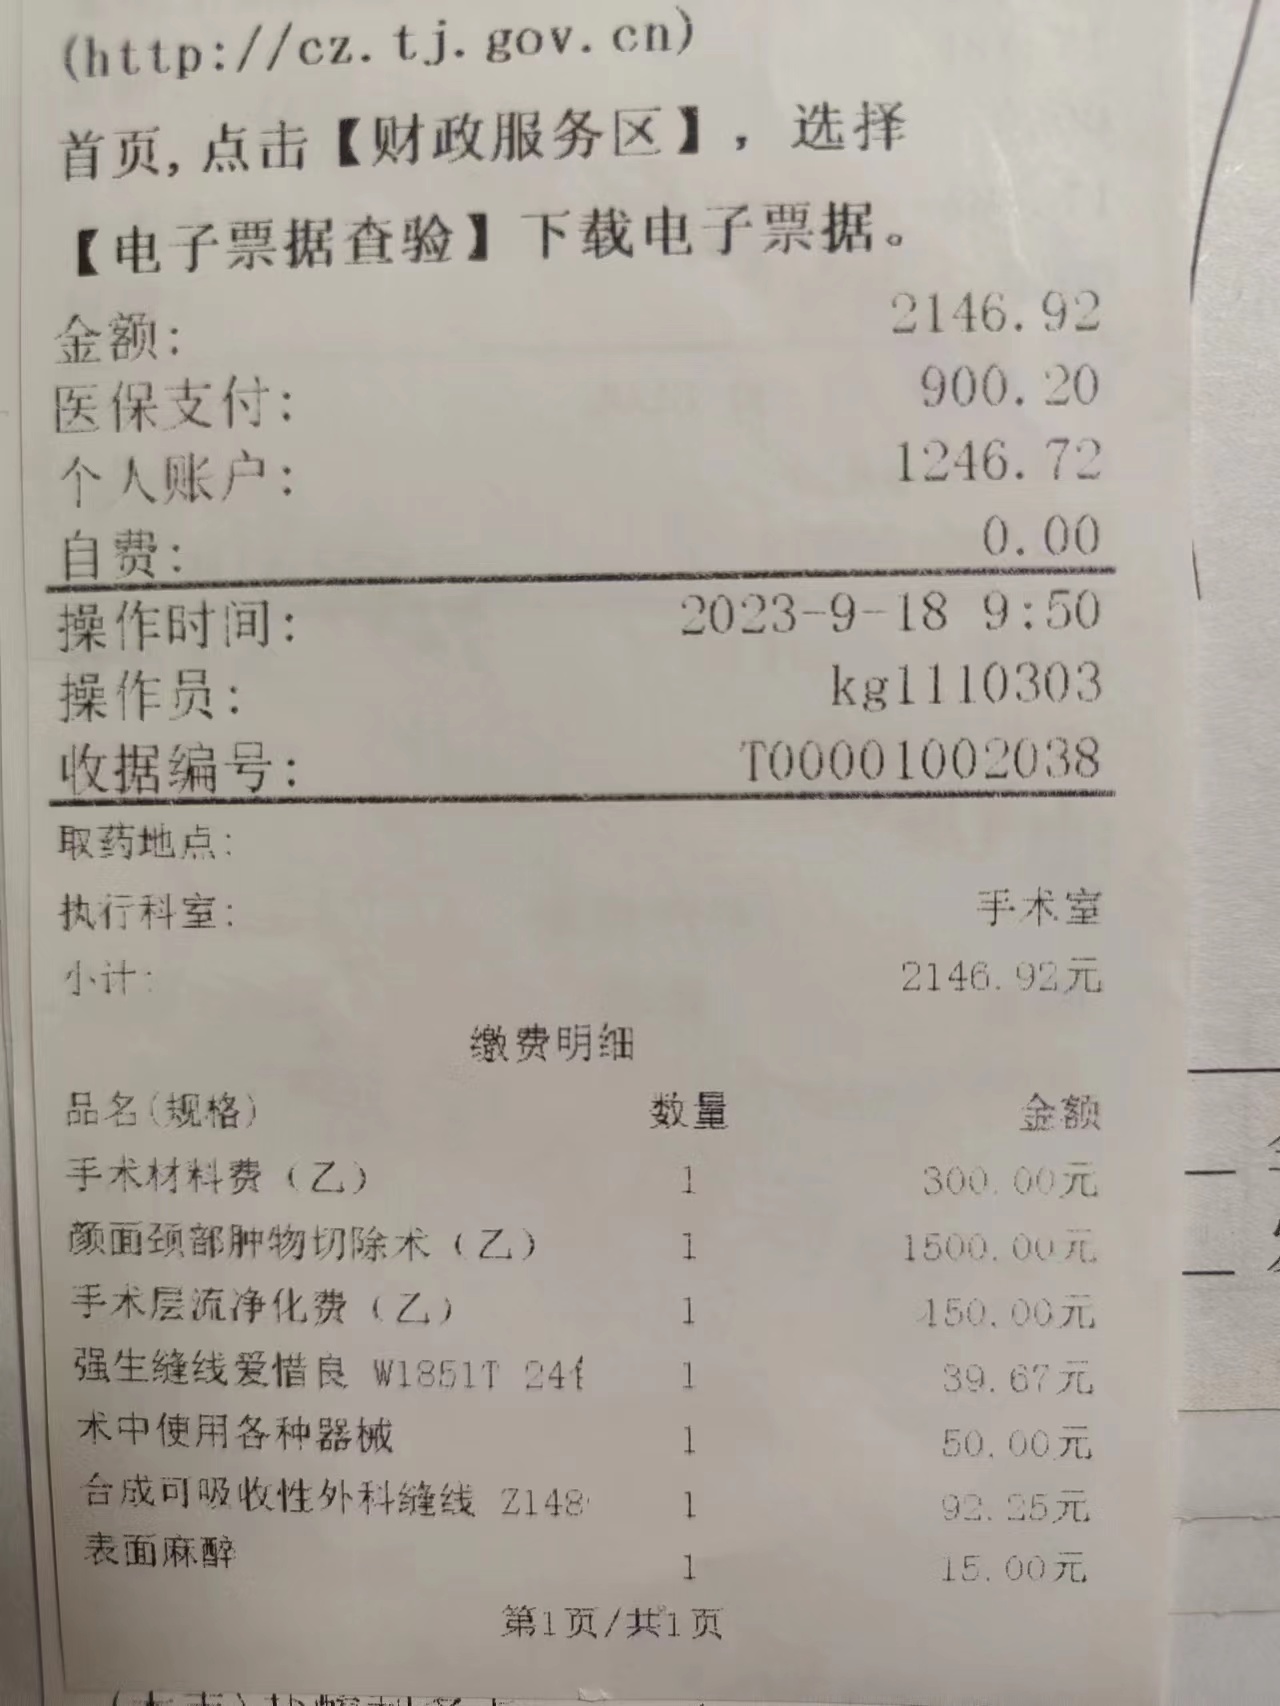 (http://cz.tj.gov.cn)
首页,点击【财政服务区】，选择
【电子票据查验】下载电子票据。
金额: 2146.92
医保支付: 900.20
个人账户: 1246.72
自费: 0.00
操作时间: 2023-9-18 9:50
操作员: kg1110303
收据编号: T00001002038
取药地点:
执行科室: 手术室
小计: 2146.92元
缴费明细
品名(规格) 数量 金额
手术材料费（乙） 1 300.00元
颜面颈部肿物切除术（乙） 1 1500.00元
手术层流净化费（乙） 1 150.00元
强生缝线爱惜良 W1851T 24 1 39.67元
术中使用各种器械 1 50.00元
合成可吸收性外科缝线 Z148 1 92.25元
表面麻醉 1 15.00元
第1页/共1页